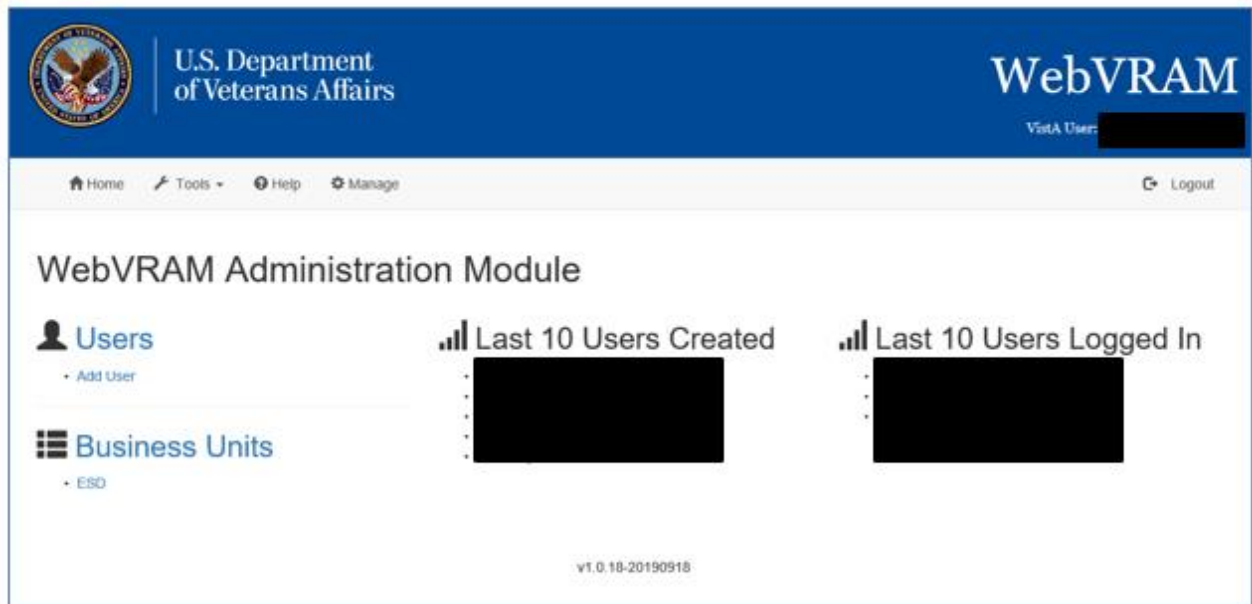 U.S. Department
of Veterans Affairs
WebVRAM
VistA User:
Home Tools Help Manage Logout
WebVRAM Administration Module
Users
• Add User
Business Units
• ESD
Last 10 Users Created
Last 10 Users Logged In
v1.0.18-20190918